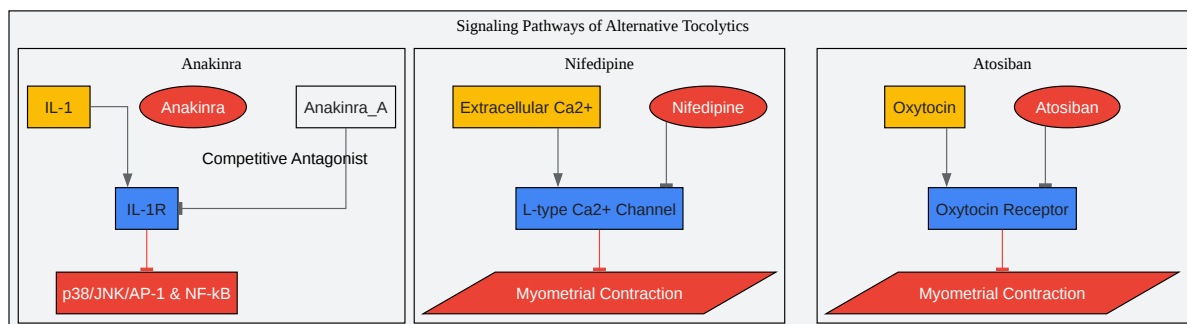 Signaling Pathways of Alternative Tocolytics
Anakinra
IL-1
Anakinra
Anakinra_A
Competitive Antagonist
IL-1R
p38/JNK/AP-1 & NF-kB
Nifedipine
Extracellular Ca2+
Nifedipine
L-type Ca2+ Channel
Myometrial Contraction
Atosiban
Oxytocin
Atosiban
Oxytocin Receptor
Myometrial Contraction